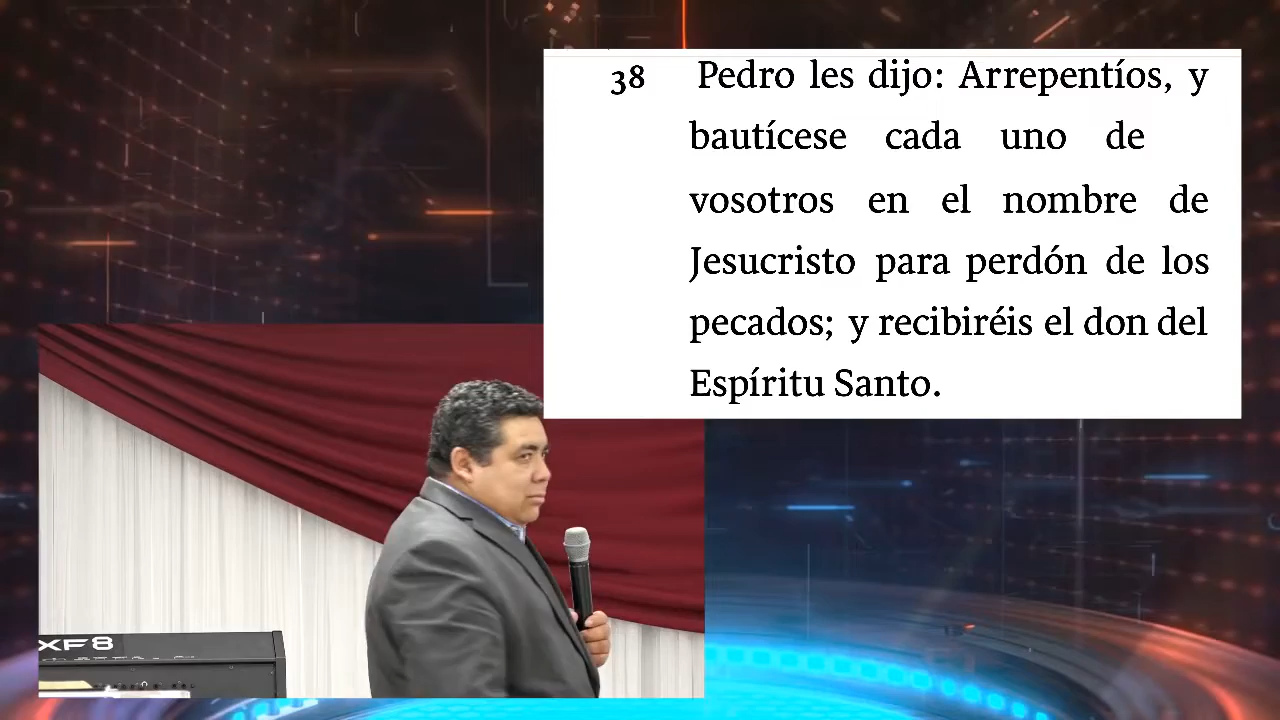 38 Pedro les dijo: Arrepentíos, y
bautícese cada uno de
vosotros en el nombre de
Jesucristo para perdón de los
pecados; y recibiréis el don del
Espíritu Santo.
XF8